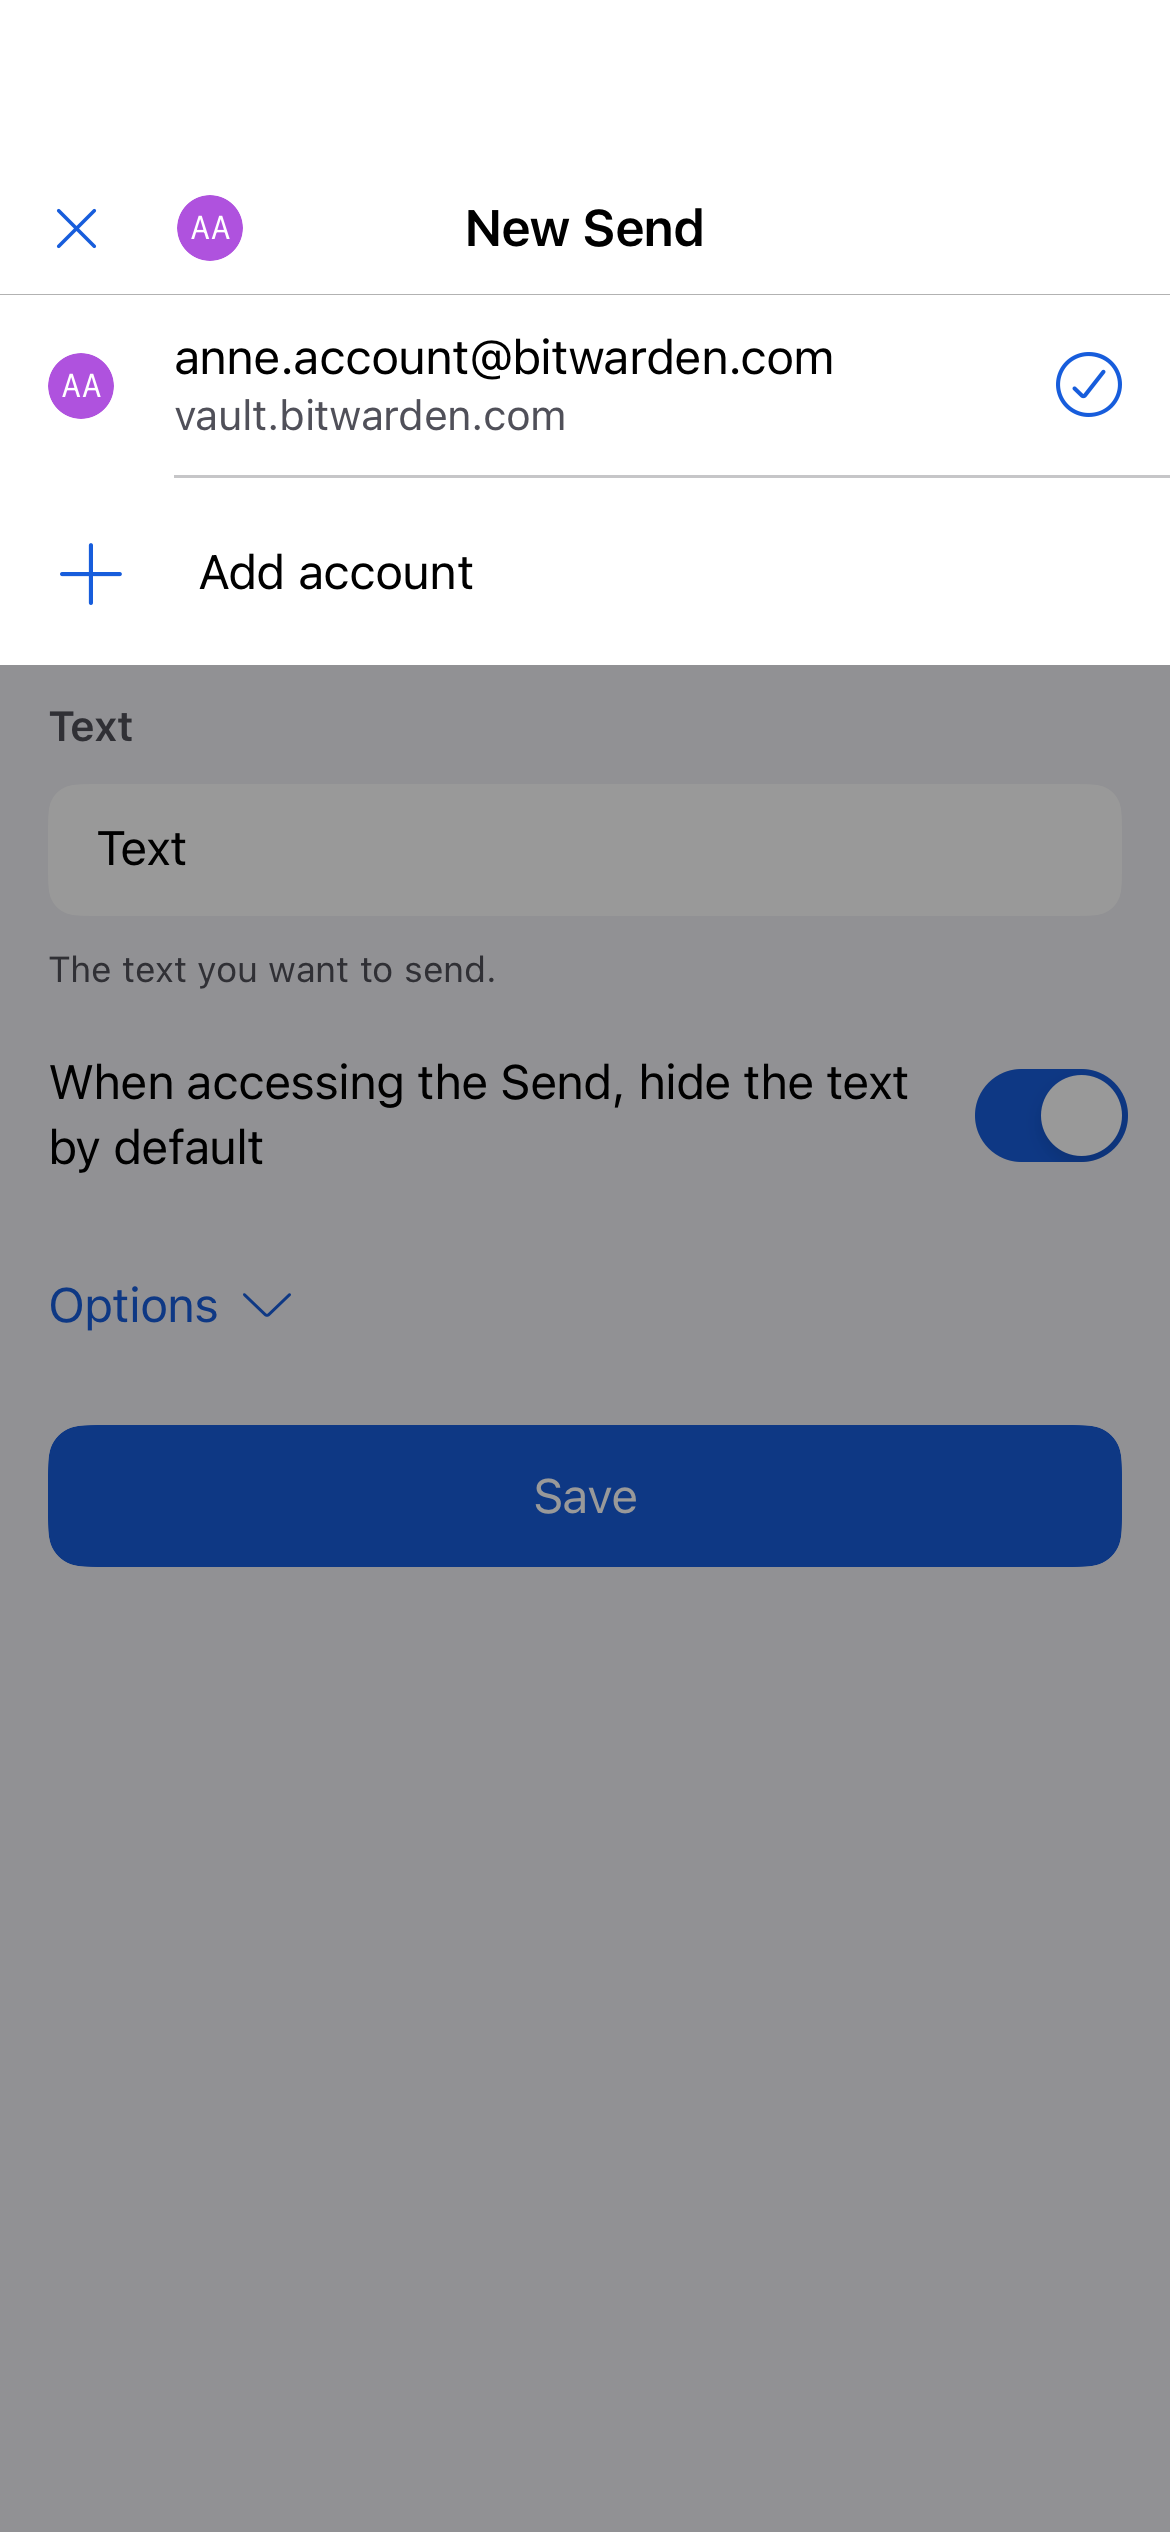 AA
New Send
AA
anne.account@bitwarden.com
vault.bitwarden.com
Add account
Text
Text
The text you want to send.
When accessing the Send, hide the text
by default
Options
Save